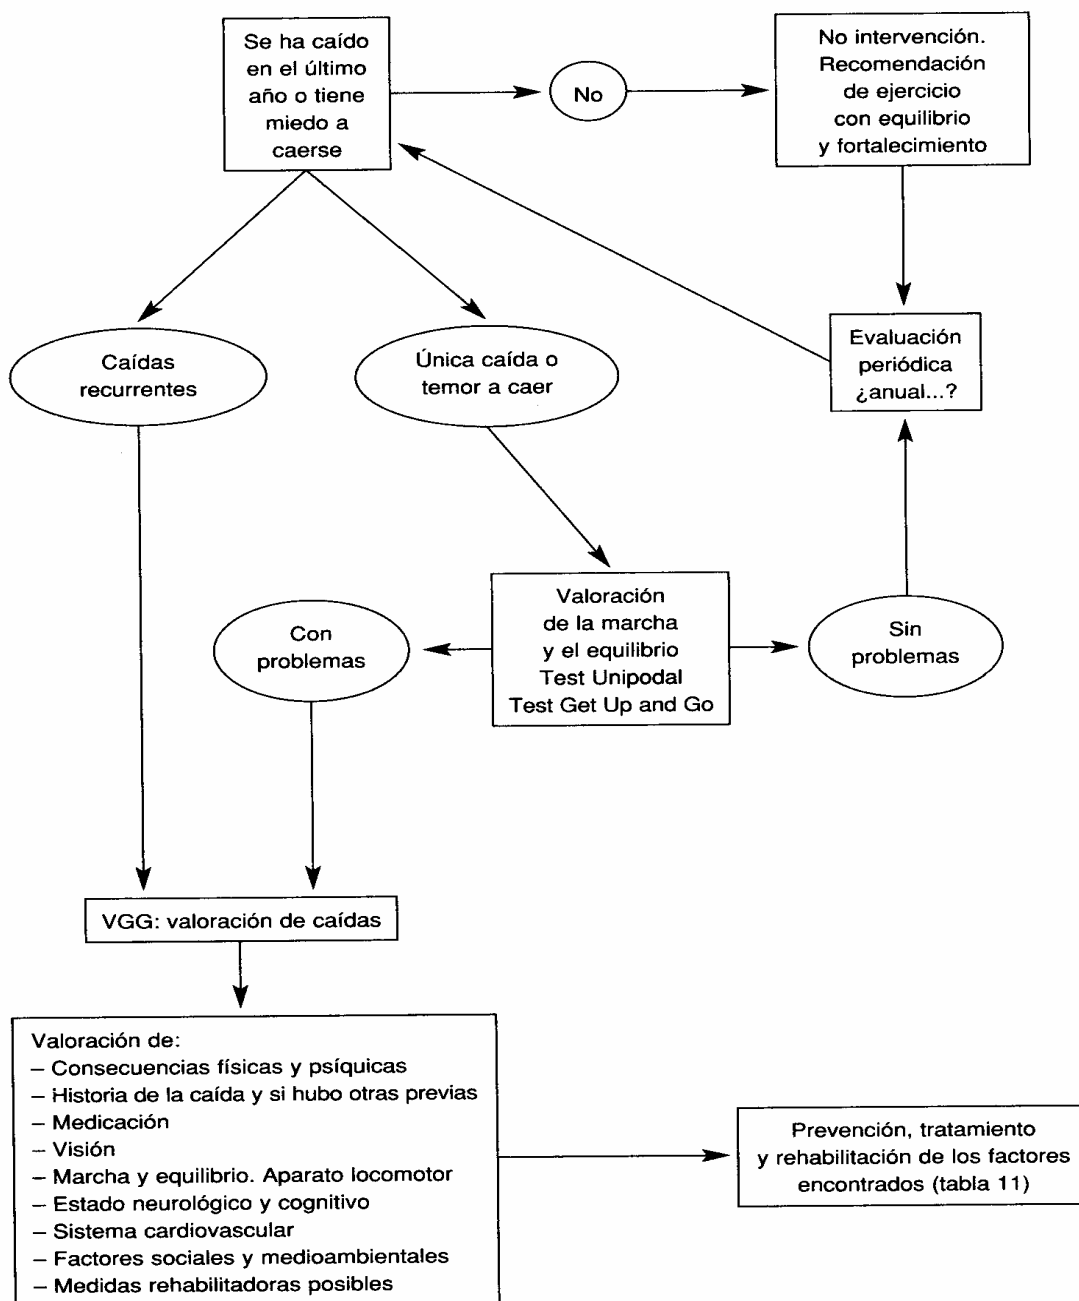 Se ha caído
en el último
año o tiene
miedo a
caerse
No
No intervención.
Recomendación
de ejercicio
con equilibrio
y fortalecimiento
Caídas
recurrentes
Única caída o
temor a caer
Evaluación
periódica
¿anual...?
Con
problemas
Valoración
de la marcha
y el equilibrio
Test Unipodal
Test Get Up and Go
Sin
problemas
VGG: valoración de caídas
Valoración de:
– Consecuencias físicas y psíquicas
– Historia de la caída y si hubo otras previas
– Medicación
– Visión
– Marcha y equilibrio. Aparato locomotor
– Estado neurológico y cognitivo
– Sistema cardiovascular
– Factores sociales y medioambientales
– Medidas rehabilitadoras posibles
Prevención, tratamiento
y rehabilitación de los factores
encontrados (tabla 11)